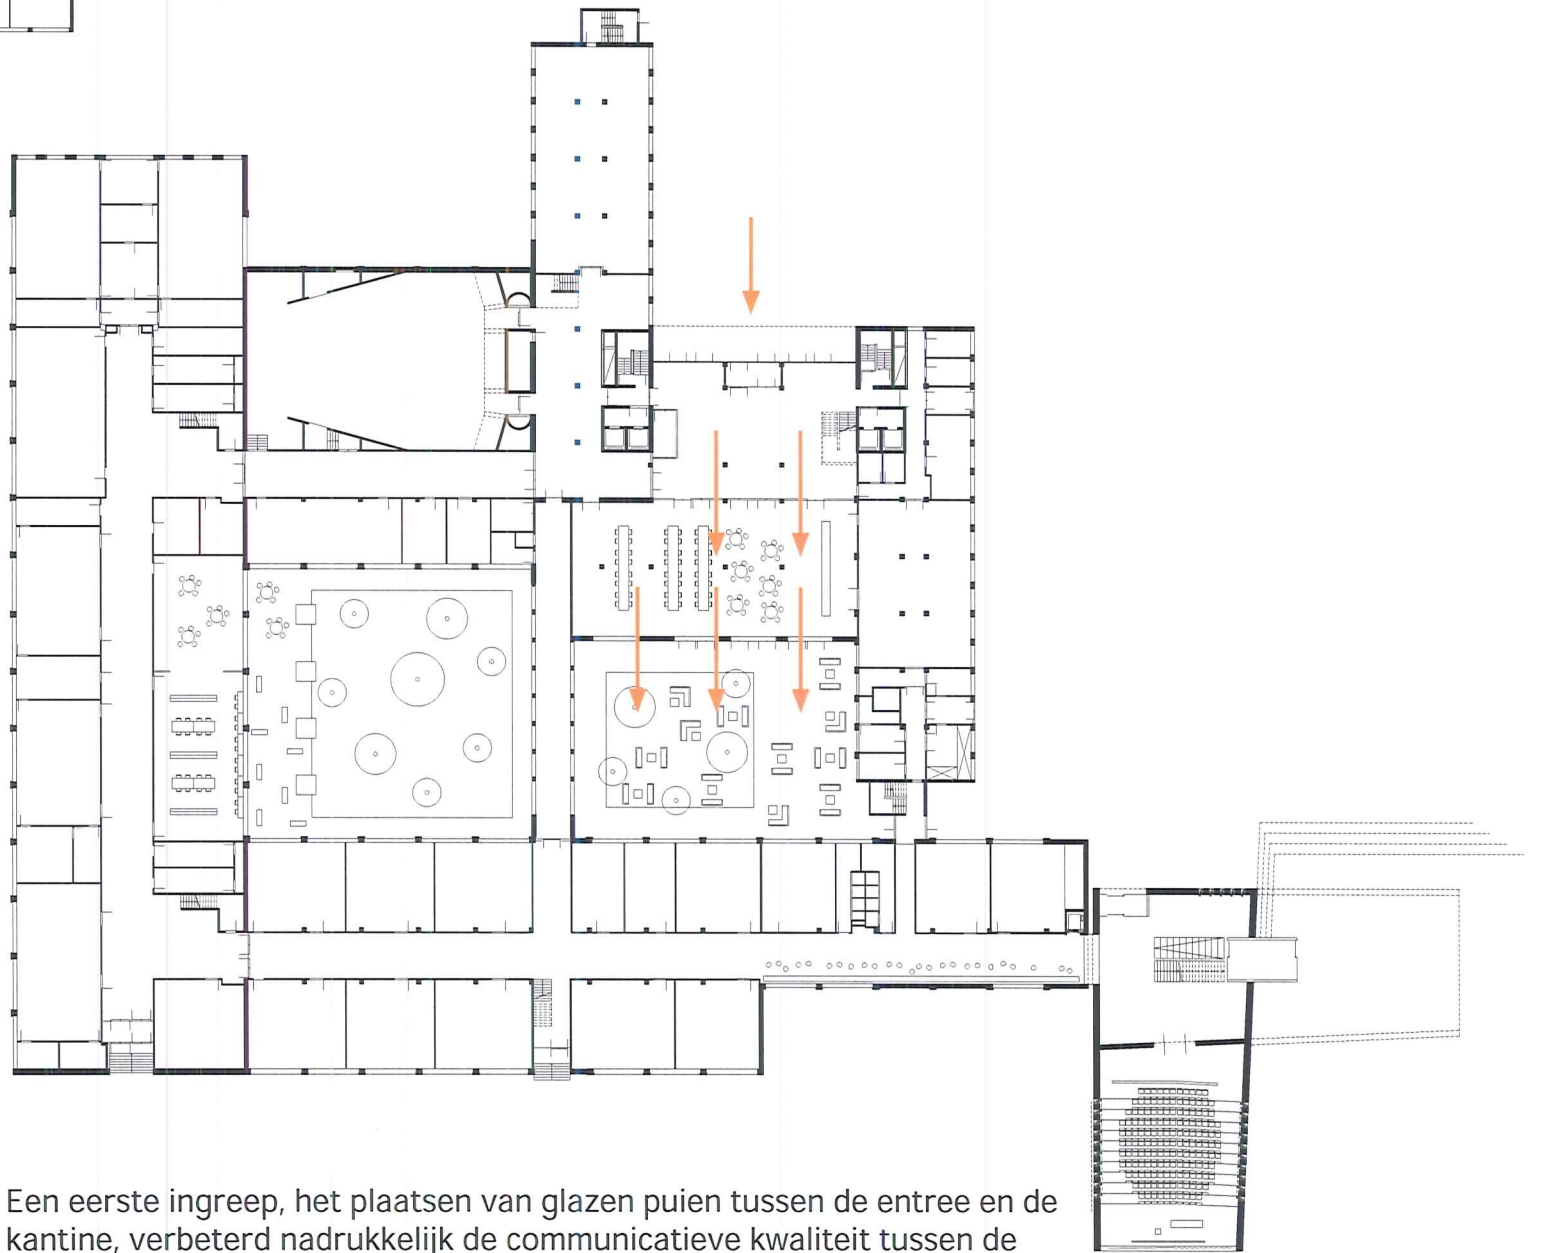 Een eerste ingreep, het plaatsen van glazen puien tussen de entree en de
kantine, verbeterd nadrukkelijk de communicatieve kwaliteit tussen de